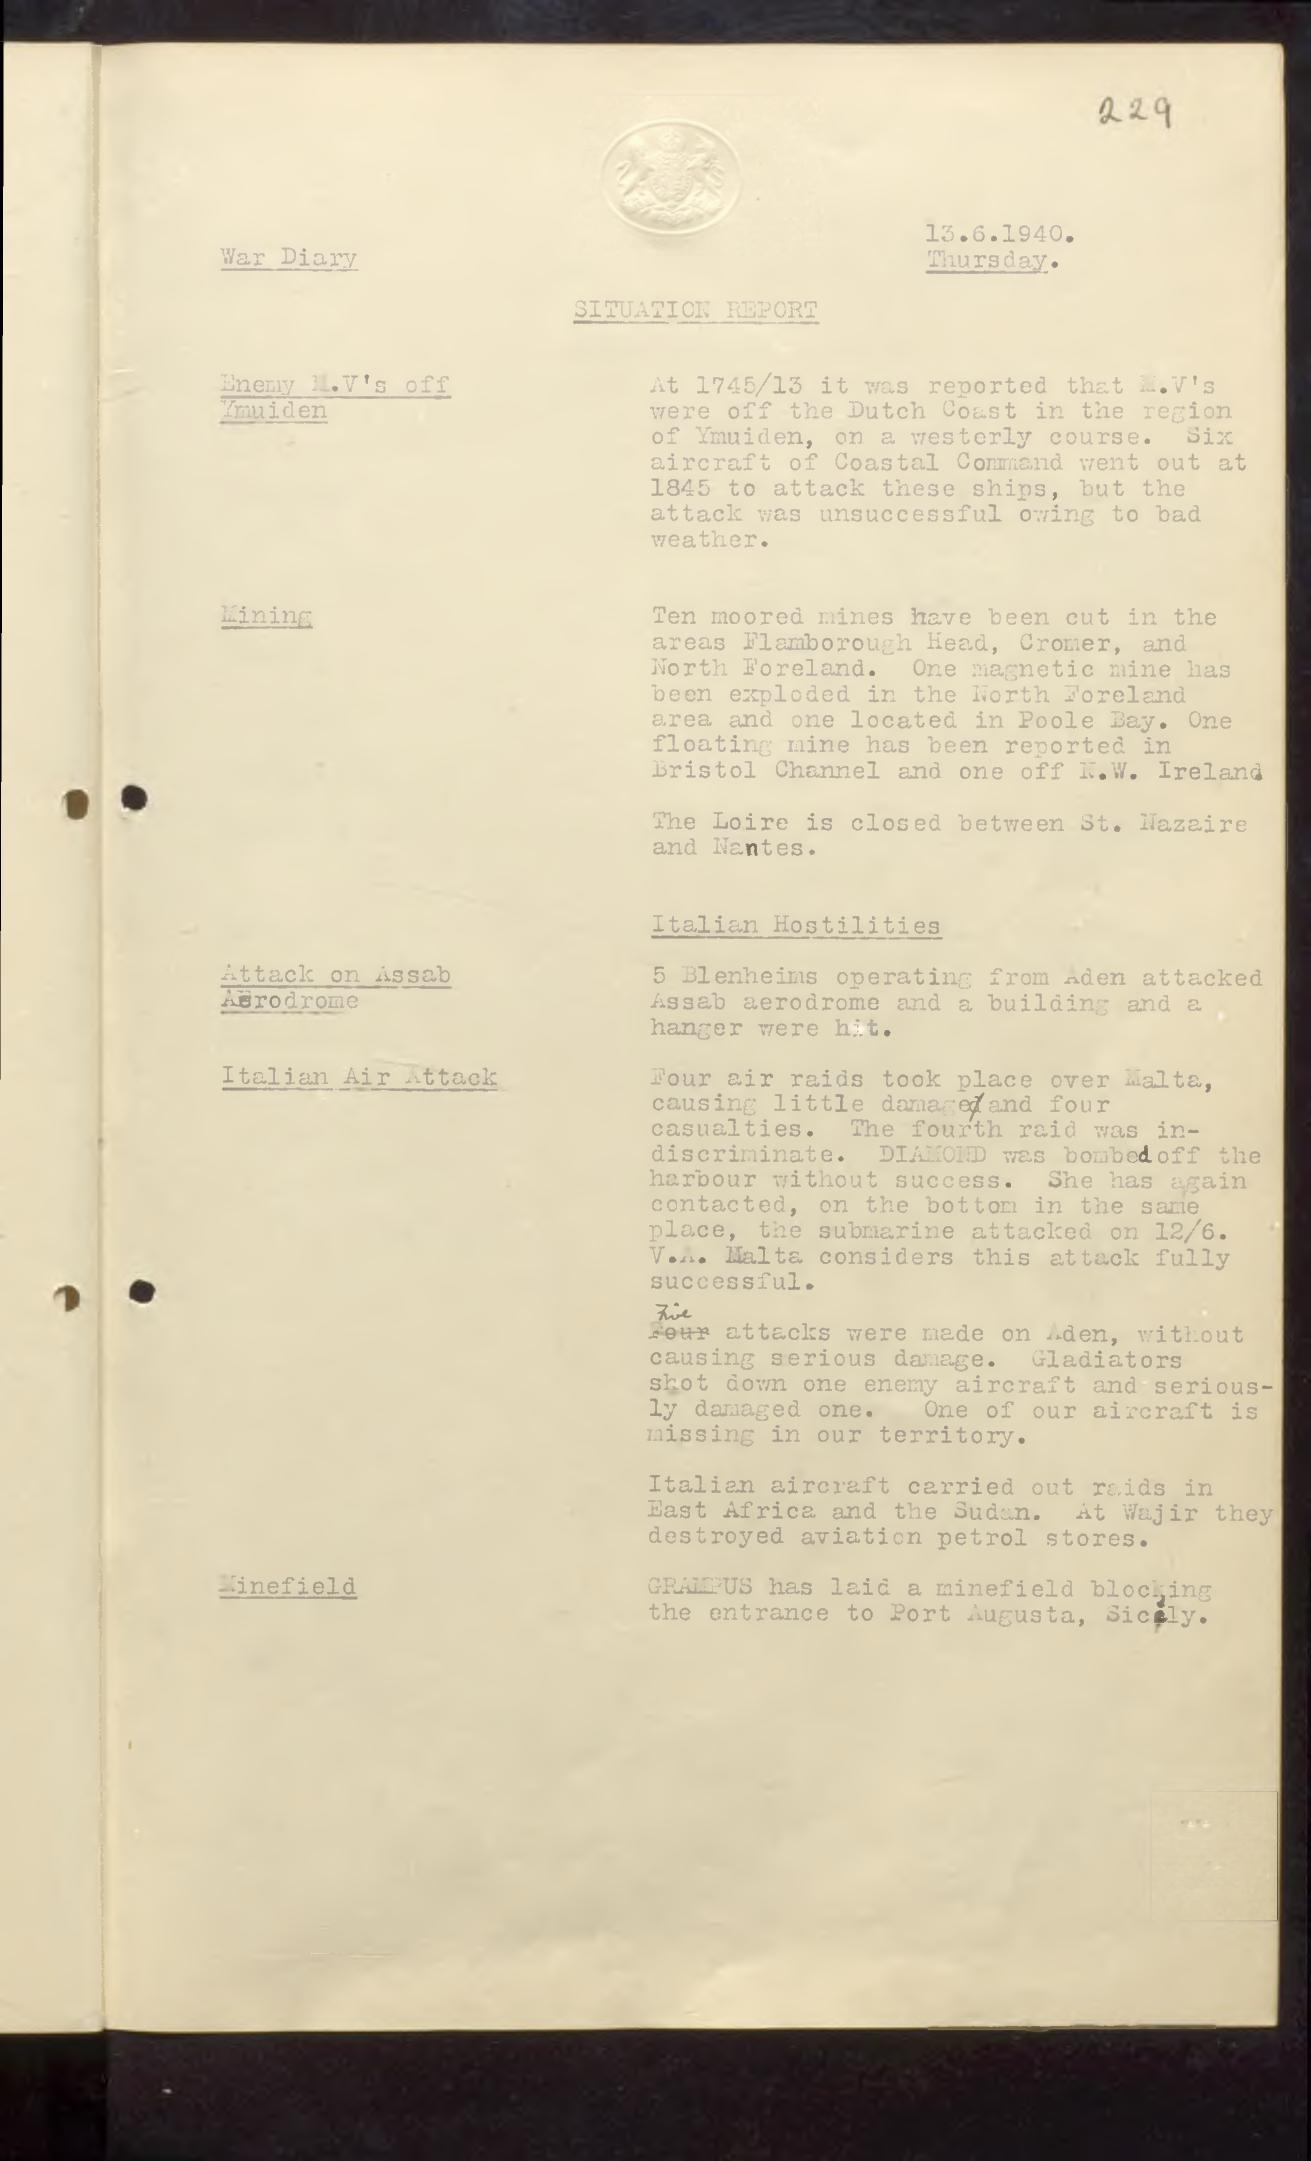 229
13.6.1940.
War Diary
Thursday.
SITUATION REPORT
Enemy M.V's off
Ymuiden
At 1745/13 it was reported that M.V's
were off the Dutch Coast in the region
of Ymuiden, on a westerly course. Six
aircraft of Coastal Command went out at
1845 to attack these ships, but the
attack was unsuccessful owing to bad
weather.
Mining
Ten moored mines have been cut in the
areas Flamborough Head, Cromer, and
North Foreland. One magnetic mine has
been exploded in the North Foreland
area and one located in Poole Bay. One
floating mine has been reported in
Bristol Channel and one off N.W. Ireland
The Loire is closed between St. Nazaire
and Nantes.
Italian Hostilities
Attack on Assab
Aerodrome
5 Blenheims operating from Aden attacked
Assab aerodrome and a building and a
hanger were hit.
Italian Air Attack
Four air raids took place over Malta,
causing little damage and four
casualties. The fourth raid was in-
discriminate. DIAMOND was bombed off the
harbour without success. She has again
contacted, on the bottom in the same
place, the submarine attacked on 12/6.
V.A. Malta considers this attack fully
successful.
Five
Four attacks were made on Aden, without
causing serious damage. Gladiators
shot down one enemy aircraft and serious-
ly damaged one. One of our aircraft is
missing in our territory.
Italian aircraft carried out raids in
East Africa and the Sudan. At Wajir they
destroyed aviation petrol stores.
Minefield
GRAMPUS has laid a minefield blocking
the entrance to Port Augusta, Sicily.